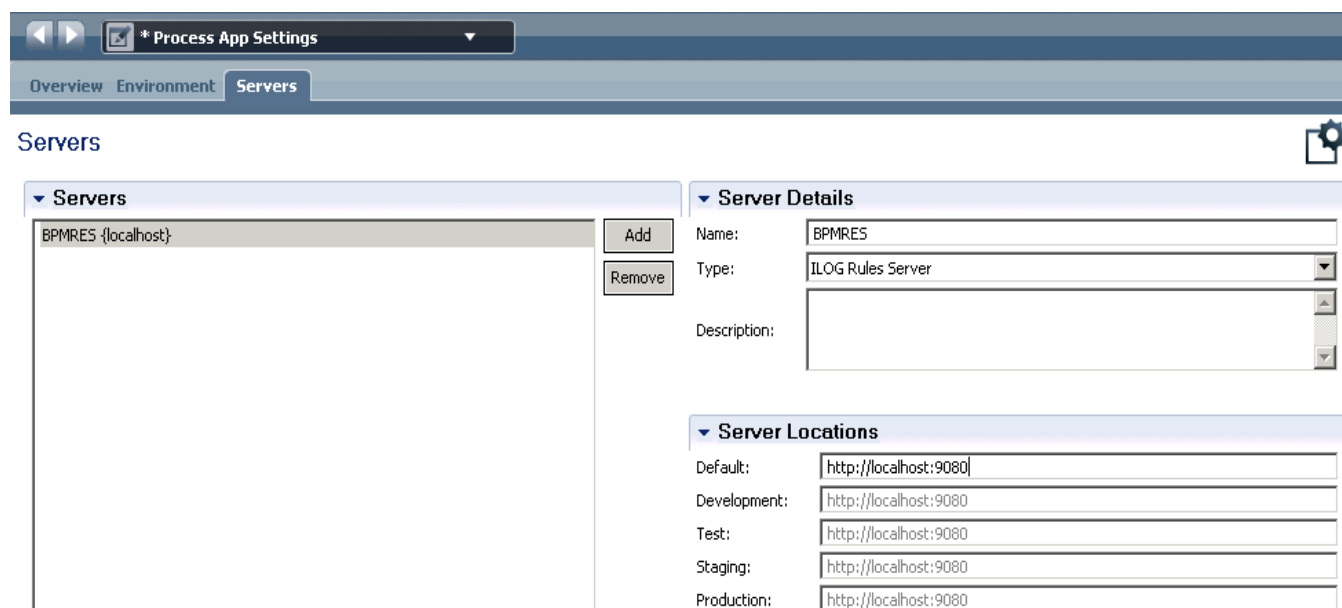 * Process App Settings
Overview Environment Servers
Servers
Servers
BPMRES {localhost}
Add
Remove
Server Details
Name: BPMRES
Type: ILOG Rules Server
Description:
Server Locations
Default: http://localhost:9080
Development: http://localhost:9080
Test: http://localhost:9080
Staging: http://localhost:9080
Production: http://localhost:9080